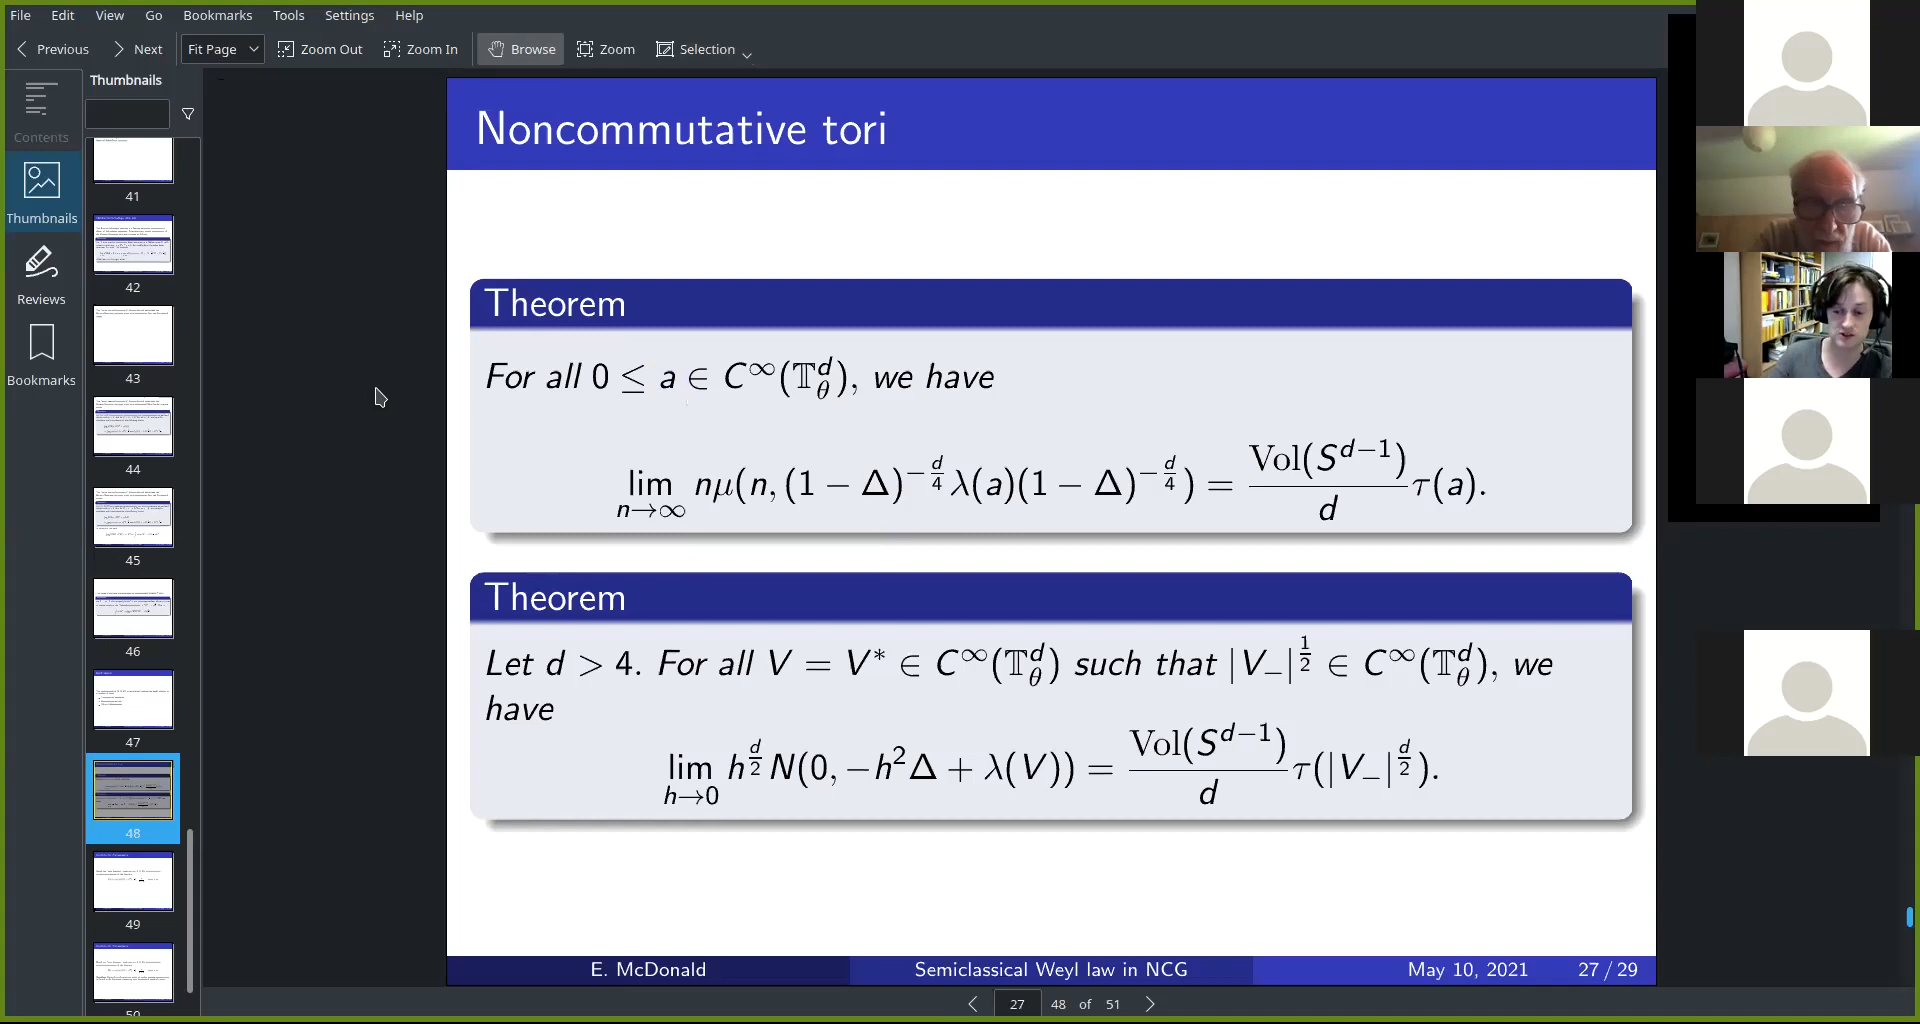 File Edit View Go Bookmarks Tools Settings Help
Previous Next Fit Page Zoom Out Zoom In Browse Zoom Selection
Contents
Thumbnails
Reviews
Bookmarks
Thumbnails
41
42
43
44
45
46
47
48
49
50
Noncommutative tori
Theorem
For all 0 ≤ a ∈ C^∞(𝕋^d_θ), we have
lim_{n→∞} nμ(n, (1 − Δ)^{−d/4} λ(a)(1 − Δ)^{−d/4}) = Vol(S^{d−1})/d τ(a).
Theorem
Let d > 4. For all V = V* ∈ C^∞(𝕋^d_θ) such that |V_−|^{1/2} ∈ C^∞(𝕋^d_θ), we
have
lim_{h→0} h^{d/2} N(0, −h²Δ + λ(V)) = Vol(S^{d−1})/d τ(|V_−|^{d/2}).
E. McDonald Semiclassical Weyl law in NCG May 10, 2021 27 / 29
27 48 of 51